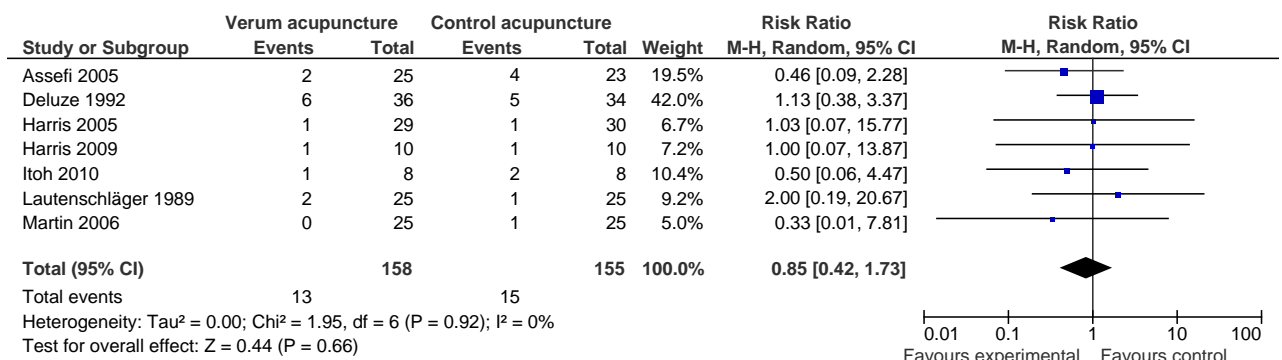 Verum acupuncture Control acupuncture Risk Ratio Risk Ratio
Study or Subgroup Events Total Events Total Weight M-H, Random, 95% CI M-H, Random, 95% CI
Assefi 2005 2 25 4 23 19.5% 0.46 [0.09, 2.28]
Deluze 1992 6 36 5 34 42.0% 1.13 [0.38, 3.37]
Harris 2005 1 29 1 30 6.7% 1.03 [0.07, 15.77]
Harris 2009 1 10 1 10 7.2% 1.00 [0.07, 13.87]
Itoh 2010 1 8 2 8 10.4% 0.50 [0.06, 4.47]
Lautenschläger 1989 2 25 1 25 9.2% 2.00 [0.19, 20.67]
Martin 2006 0 25 1 25 5.0% 0.33 [0.01, 7.81]
Total (95% CI) 158 155 100.0% 0.85 [0.42, 1.73]
Total events 13 15
Heterogeneity: Tau² = 0.00; Chi² = 1.95, df = 6 (P = 0.92); I² = 0%
Test for overall effect: Z = 0.44 (P = 0.66)
0.01 0.1 1 10 100
Favours experimental Favours control